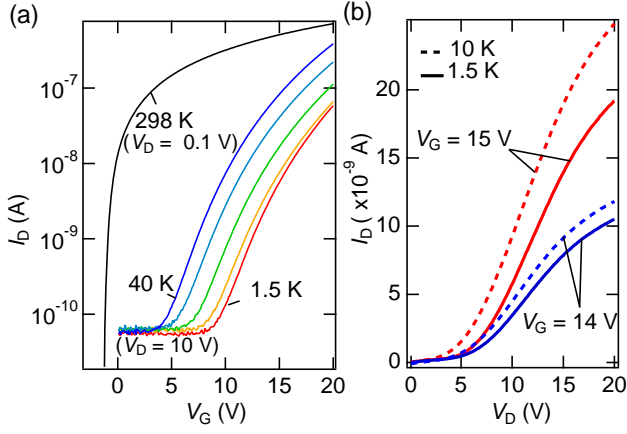 (a)
10⁻⁷
10⁻⁸
10⁻⁹
10⁻¹⁰
I_D (A)
298 K
(V_D = 0.1 V)
40 K
1.5 K
(V_D = 10 V)
0 5 10 15 20
V_G (V)
(b)
25
20
15
10
5
0
I_D ( x10⁻⁹ A)
10 K
1.5 K
V_G = 15 V
V_G = 14 V
0 5 10 15 20
V_D (V)